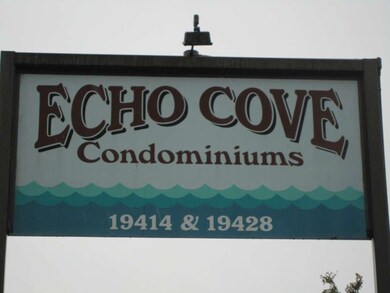 ECHO COVE
Condominiums
19414 & 19428